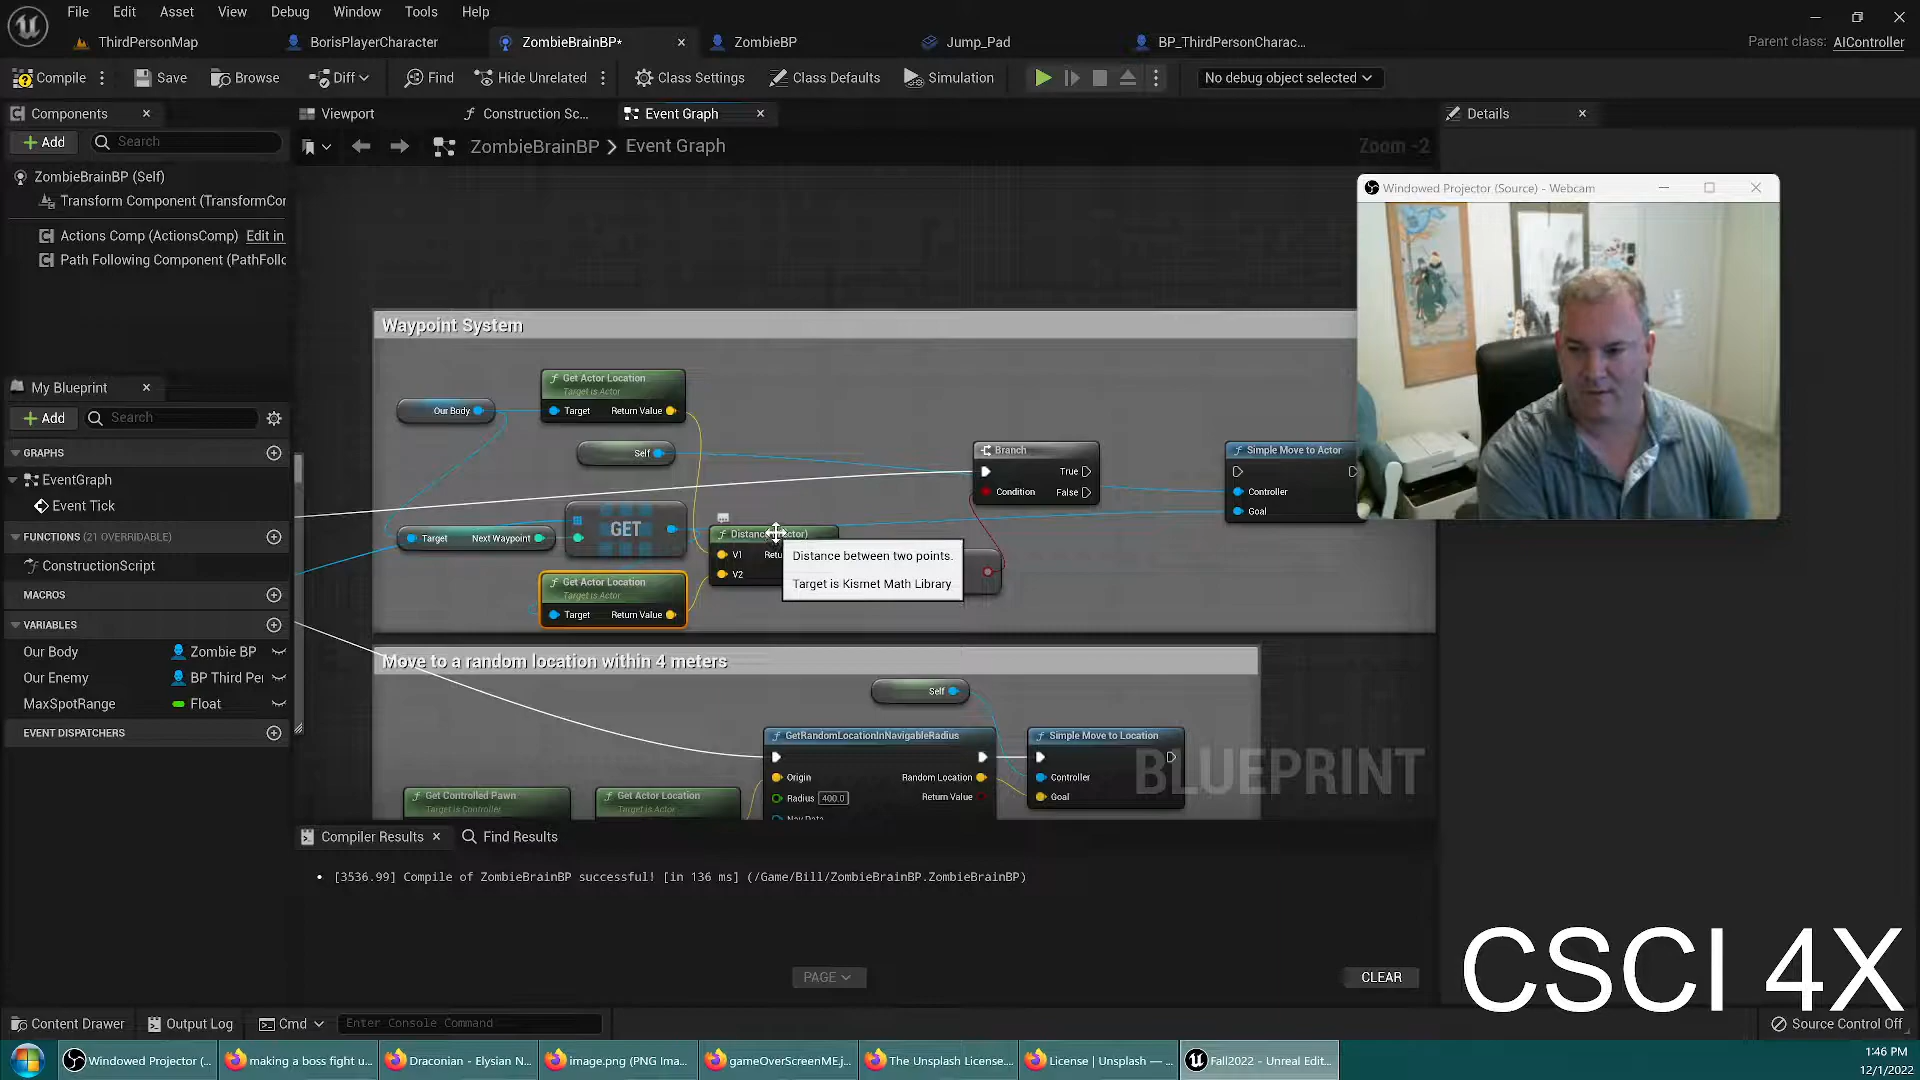 File Edit Asset View Debug Window Tools Help
ThirdPersonMap BorisPlayerCharacter ZombieBrainBP* ZombieBP Jump_Pad BP_ThirdPersonCharac... Parent class: AIController
Compile Save Browse Diff Find Hide Unrelated Class Settings Class Defaults Simulation No debug object selected
Components Viewport Construction Sc... Event Graph Details
Add Search ZombieBrainBP Event Graph Zoom -2
ZombieBrainBP (Self)
Transform Component (TransformCor
Actions Comp (ActionsComp) Edit in
Path Following Component (PathFollc
Windowed Projector (Source) - Webcam
Waypoint System
Get Actor Location
Target is Actor
Our Body Target Return Value
Self
Branch
True
Condition False
Simple Move to Actor
Controller
Goal
Target Next Waypoint GET
V1
V2
Distance between two points.
Target is Kismet Math Library
Get Actor Location
Target is Actor
Target Return Value
Move to a random location within 4 meters
Self
GetRandomLocationInNavigableRadius
Origin Random Location
Radius 400.0 Return Value
Nav Data
Simple Move to Location
Controller
Goal
Get Controlled Pawn
Target is Controller
Get Actor Location
Target is Actor
BLUEPRINT
My Blueprint
Add Search
GRAPHS
EventGraph
Event Tick
FUNCTIONS (21 OVERRIDABLE)
ConstructionScript
MACROS
VARIABLES
Our Body Zombie BP
Our Enemy BP Third Per
MaxSpotRange Float
EVENT DISPATCHERS
Compiler Results Find Results
[3536.99] Compile of ZombieBrainBP successful! [in 136 ms] (/Game/Bill/ZombieBrainBP.ZombieBrainBP)
PAGE CLEAR
CSCI 4X
Content Drawer Output Log Cmd Enter Console Command Source Control Off
Windowed Projector (... making a boss fight u... Draconian - Elysian N... image.png (PNG Ima... gameOverScreenME.j... The Unsplash License... License | Unsplash —... Fall2022 - Unreal Edit...
1:46 PM
12/1/2022